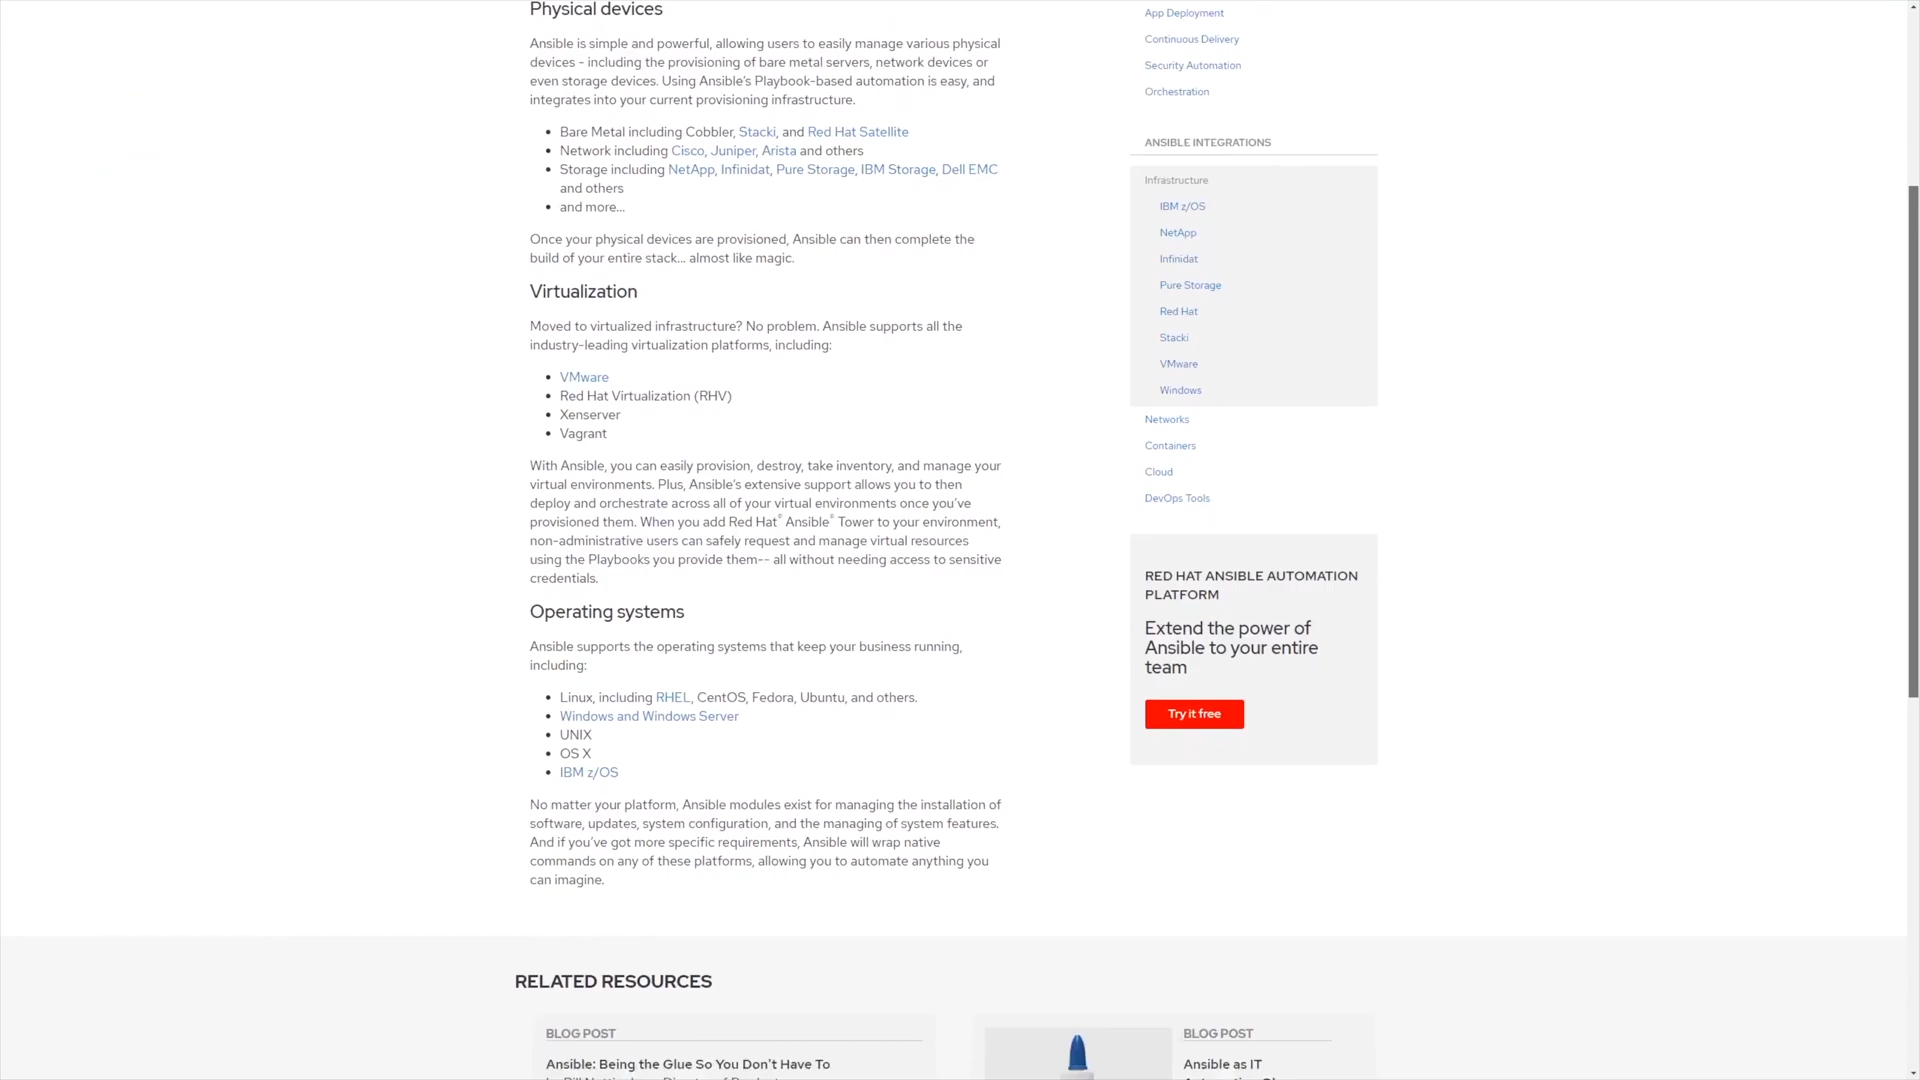 Physical devices
Ansible is simple and powerful, allowing users to easily manage various physical
devices - including the provisioning of bare metal servers, network devices or
even storage devices. Using Ansible's Playbook-based automation is easy, and
integrates into your current provisioning infrastructure.
Bare Metal including Cobbler, Stacki, and Red Hat Satellite
Network including Cisco, Juniper, Arista and others
Storage including NetApp, Infinidat, Pure Storage, IBM Storage, Dell EMC
and others
and more...
Once your physical devices are provisioned, Ansible can then complete the
build of your entire stack... almost like magic.
Virtualization
Moved to virtualized infrastructure? No problem. Ansible supports all the
industry-leading virtualization platforms, including:
VMware
Red Hat Virtualization (RHV)
Xenserver
Vagrant
With Ansible, you can easily provision, destroy, take inventory, and manage your
virtual environments. Plus, Ansible's extensive support allows you to then
deploy and orchestrate across all of your virtual environments once you've
provisioned them. When you add Red Hat® Ansible® Tower to your environment,
non-administrative users can safely request and manage virtual resources
using the Playbooks you provide them-- all without needing access to sensitive
credentials.
Operating systems
Ansible supports the operating systems that keep your business running,
including:
Linux, including RHEL, CentOS, Fedora, Ubuntu, and others.
Windows and Windows Server
UNIX
OS X
IBM z/OS
No matter your platform, Ansible modules exist for managing the installation of
software, updates, system configuration, and the managing of system features.
And if you've got more specific requirements, Ansible will wrap native
commands on any of these platforms, allowing you to automate anything you
can imagine.
App Deployment
Continuous Delivery
Security Automation
Orchestration
ANSIBLE INTEGRATIONS
Infrastructure
IBM z/OS
NetApp
Infinidat
Pure Storage
Red Hat
Stacki
VMware
Windows
Networks
Containers
Cloud
DevOps Tools
RED HAT ANSIBLE AUTOMATION
PLATFORM
Extend the power of
Ansible to your entire
team
Try it free
RELATED RESOURCES
BLOG POST
Ansible: Being the Glue So You Don't Have To
BLOG POST
Ansible as IT